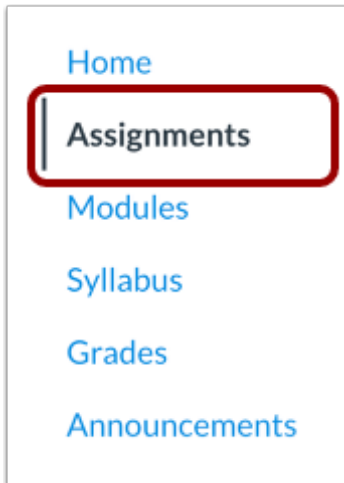 Home
Assignments
Modules
Syllabus
Grades
Announcements